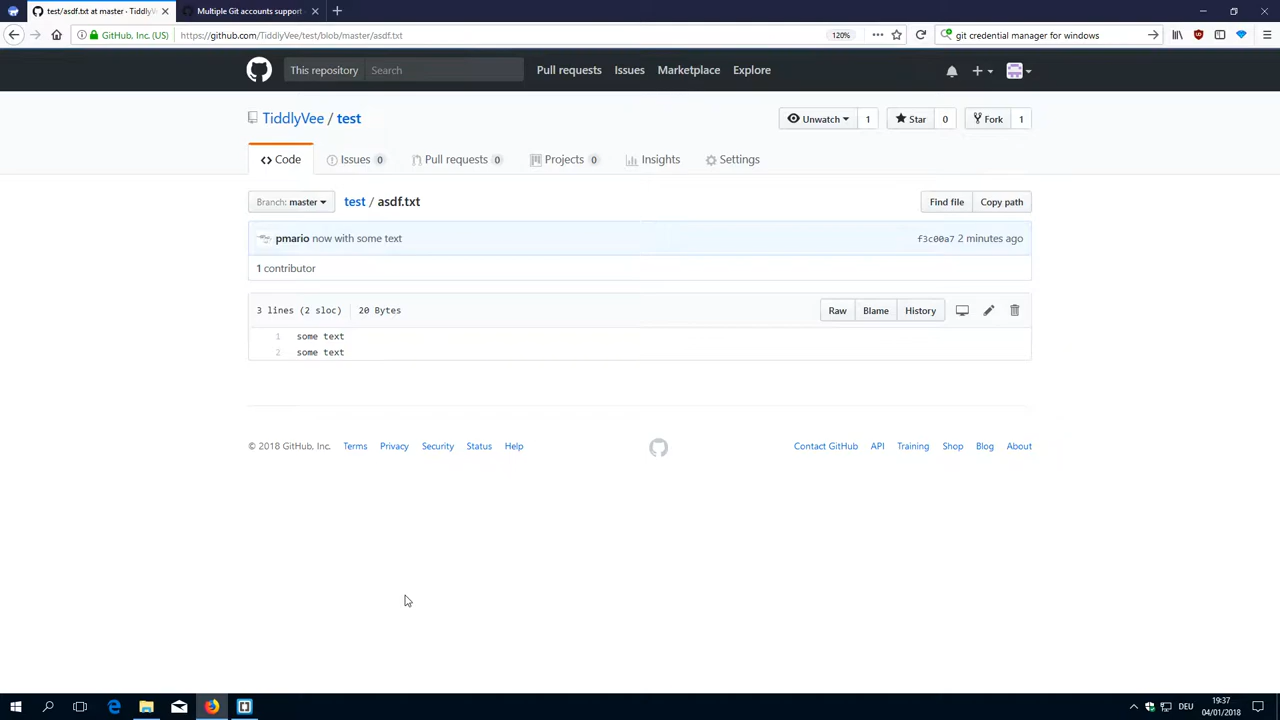 test/asdf.txt at master · TiddlyVe
Multiple Git accounts support
GitHub, Inc. (US)
https://github.com/TiddlyVee/test/blob/master/asdf.txt
120%
git credential manager for windows
This repository
Search
Pull requests
Issues
Marketplace
Explore
TiddlyVee / test
Unwatch
1
Star
0
Fork
1
Code
Issues 0
Pull requests 0
Projects 0
Insights
Settings
Branch: master
test / asdf.txt
Find file
Copy path
pmario now with some text
f3c00a7 2 minutes ago
1 contributor
3 lines (2 sloc)
20 Bytes
Raw
Blame
History
1 some text
2 some text
© 2018 GitHub, Inc.
Terms
Privacy
Security
Status
Help
Contact GitHub
API
Training
Shop
Blog
About
DEU
19:37
04/01/2018